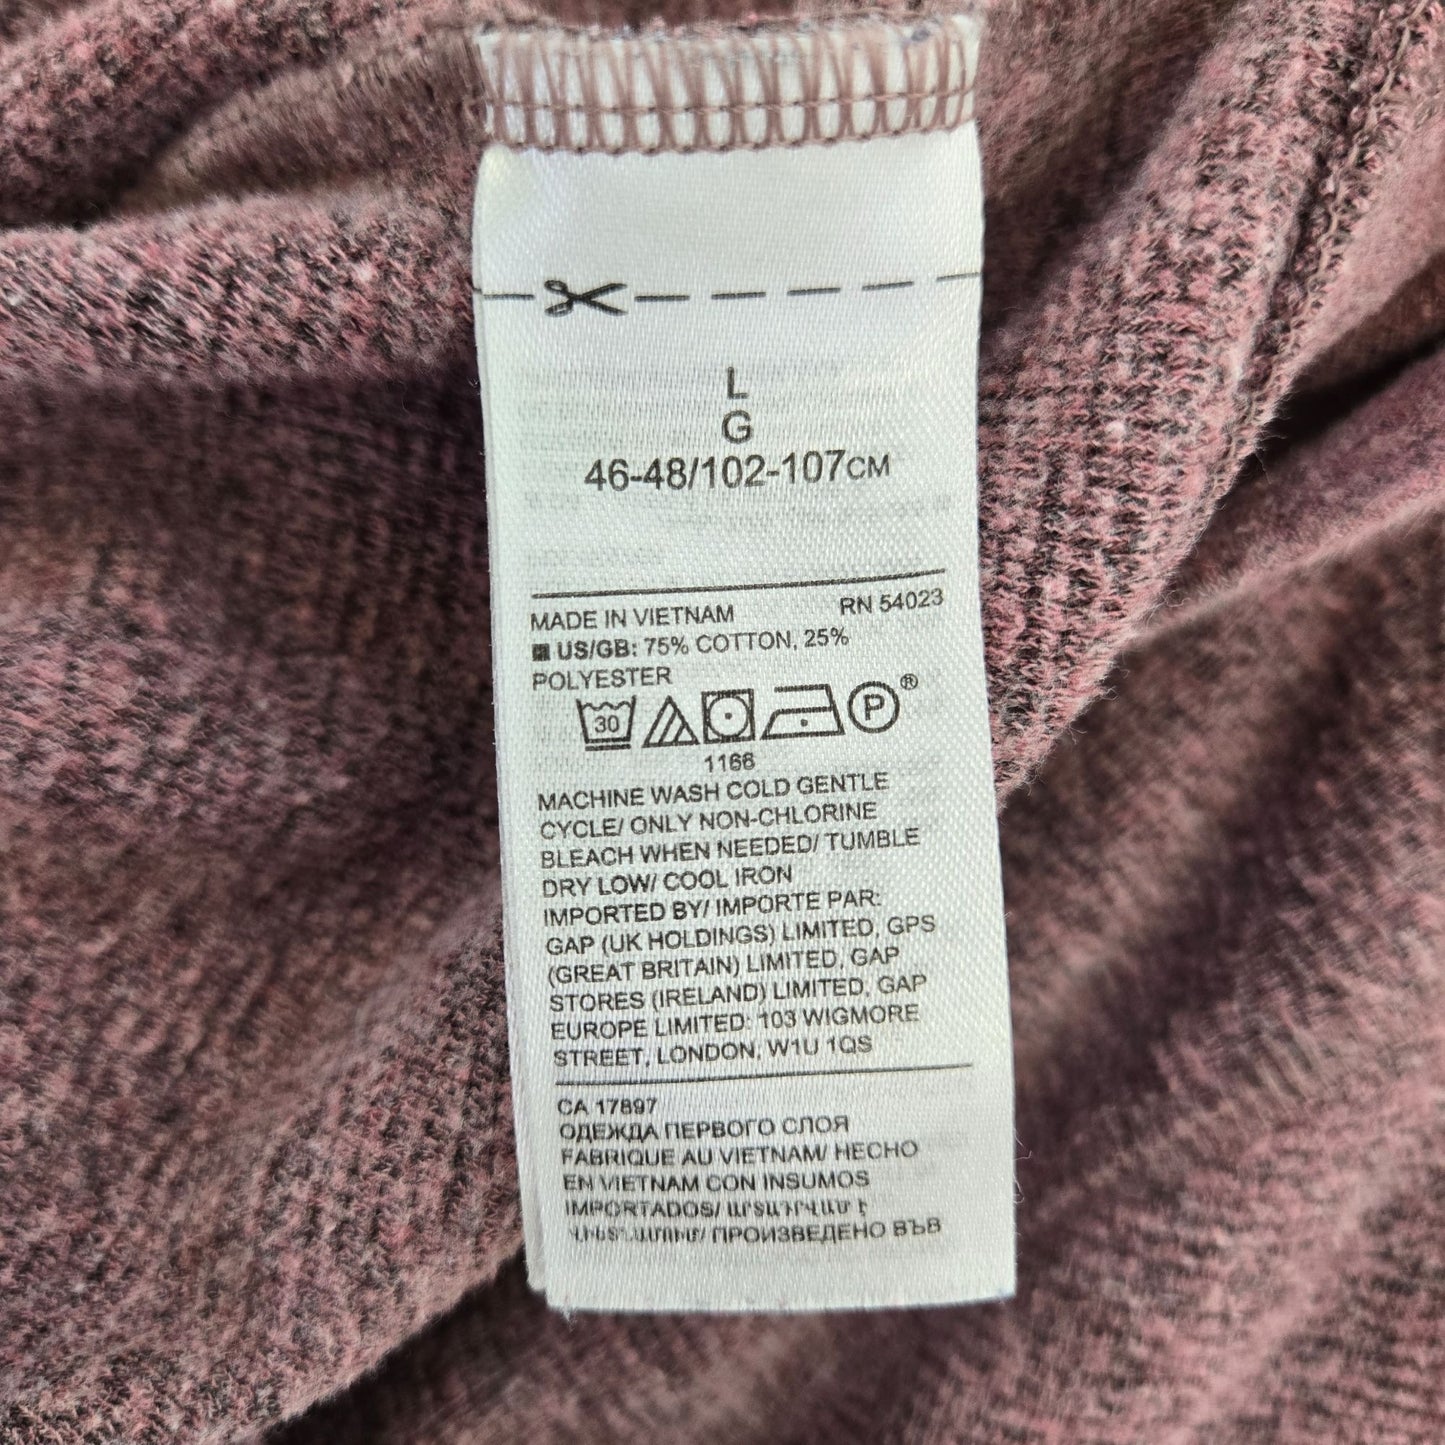 L
G
46-48/102-107CM
MADE IN VIETNAM RN 54023
US/GB: 75% COTTON, 25%
POLYESTER
30 P®
1166
MACHINE WASH COLD GENTLE
CYCLE/ ONLY NON-CHLORINE
BLEACH WHEN NEEDED/ TUMBLE
DRY LOW/ COOL IRON
IMPORTED BY/ IMPORTE PAR:
GAP (UK HOLDINGS) LIMITED, GPS
(GREAT BRITAIN) LIMITED, GAP
STORES (IRELAND) LIMITED, GAP
EUROPE LIMITED: 103 WIGMORE
STREET, LONDON, W1U 1QS
CA 17897
ОДЕЖДА ПЕРВОГО СЛОЯ
FABRIQUE AU VIETNAM/ HECHO
EN VIETNAM CON INSUMOS
IMPORTADOS/ ԱՐՏԱԴՐՎԱԾ Է
ՎԻԵՏՆԱՄՈՒՄ/ ПРОИЗВЕДЕНО ВЪВ